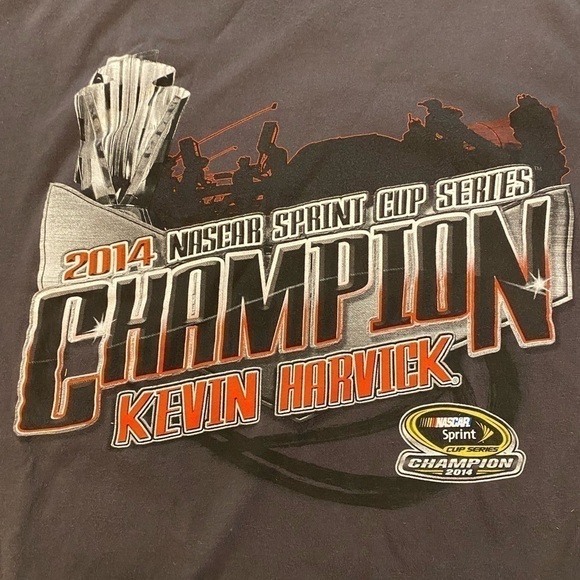 2014 NASCAR SPRINT CUP SERIES
CHAMPION
KEVIN HARVICK®
NASCAR
Sprint
CUP SERIES
CHAMPION
2014